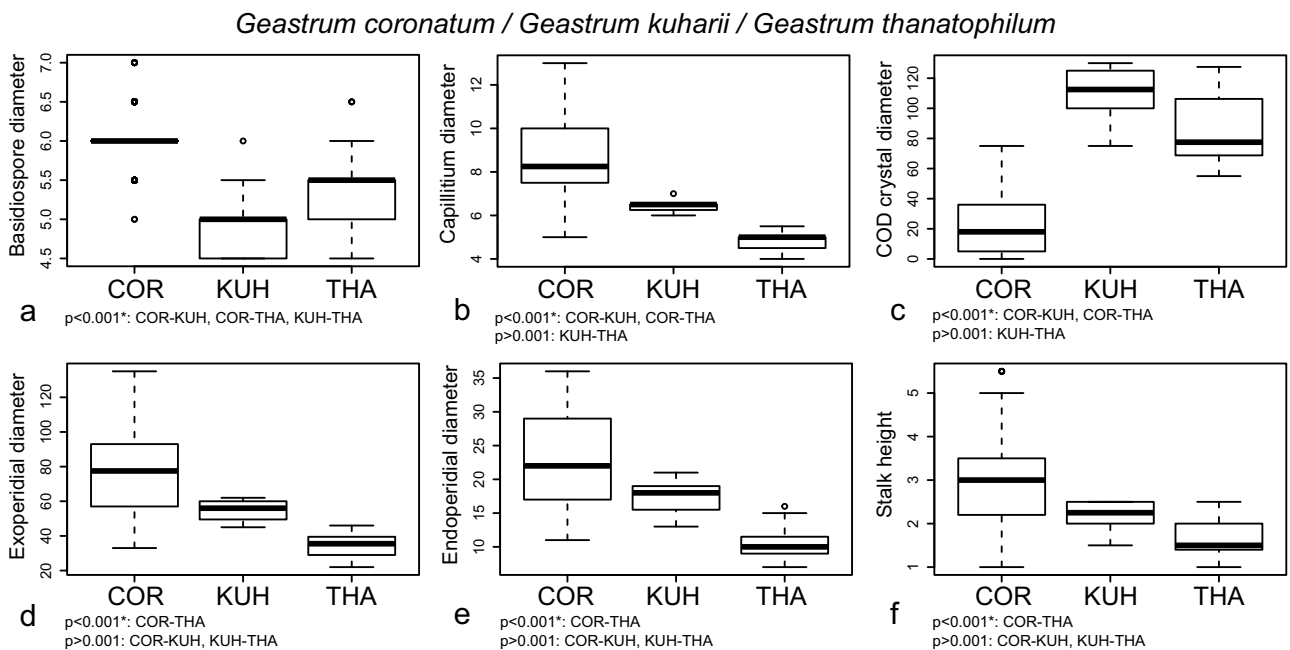 Geastrum coronatum / Geastrum kuharii / Geastrum thanatophilum
Basidiospore diameter
7.0
6.5
6.0
5.5
5.0
4.5
COR KUH THA
a
p<0.001*: COR-KUH, COR-THA, KUH-THA
Capillitium diameter
12
10
8
6
4
COR KUH THA
b
p<0.001*: COR-KUH, COR-THA
p>0.001: KUH-THA
COD crystal diameter
120
100
80
60
40
20
0
COR KUH THA
c
p<0.001*: COR-KUH, COR-THA
p>0.001: KUH-THA
Exoperidial diameter
120
100
80
60
40
20
COR KUH THA
d
p<0.001*: COR-THA
p>0.001: COR-KUH, KUH-THA
Endoperidial diameter
35
30
25
20
15
10
COR KUH THA
e
p<0.001*: COR-THA
p>0.001: COR-KUH, KUH-THA
Stalk height
5
4
3
2
1
COR KUH THA
f
p<0.001*: COR-THA
p>0.001: COR-KUH, KUH-THA